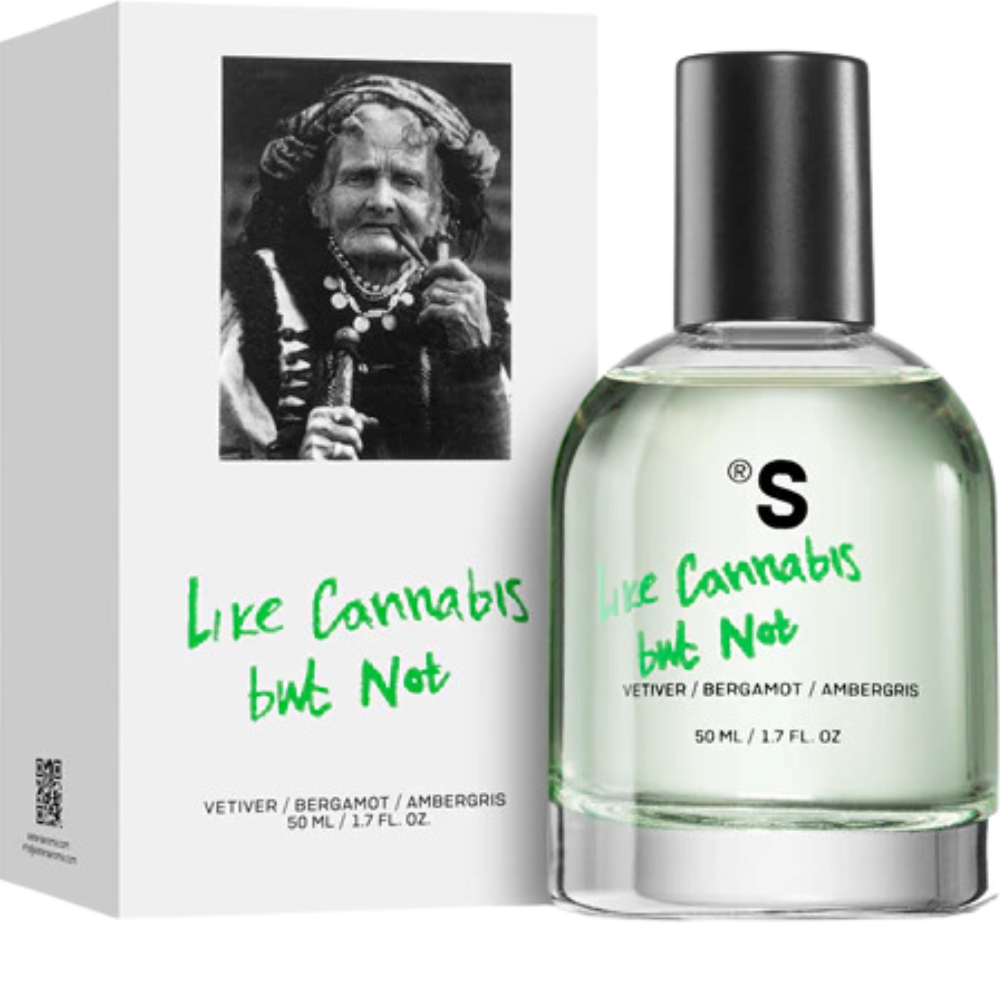 Like Cannabis
but Not
VETIVER / BERGAMOT / AMBERGRIS
50 ML / 1.7 FL. OZ.
® S
Like Cannabis
but Not
VETIVER / BERGAMOT / AMBERGRIS
50 ML / 1.7 FL. OZ